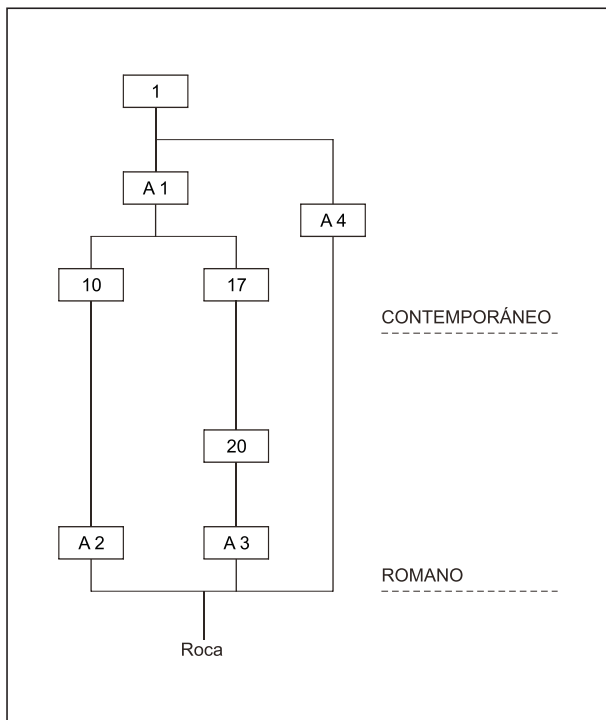 1
A 1
A 4
10
17
CONTEMPORÁNEO
20
A 2
A 3
ROMANO
Roca